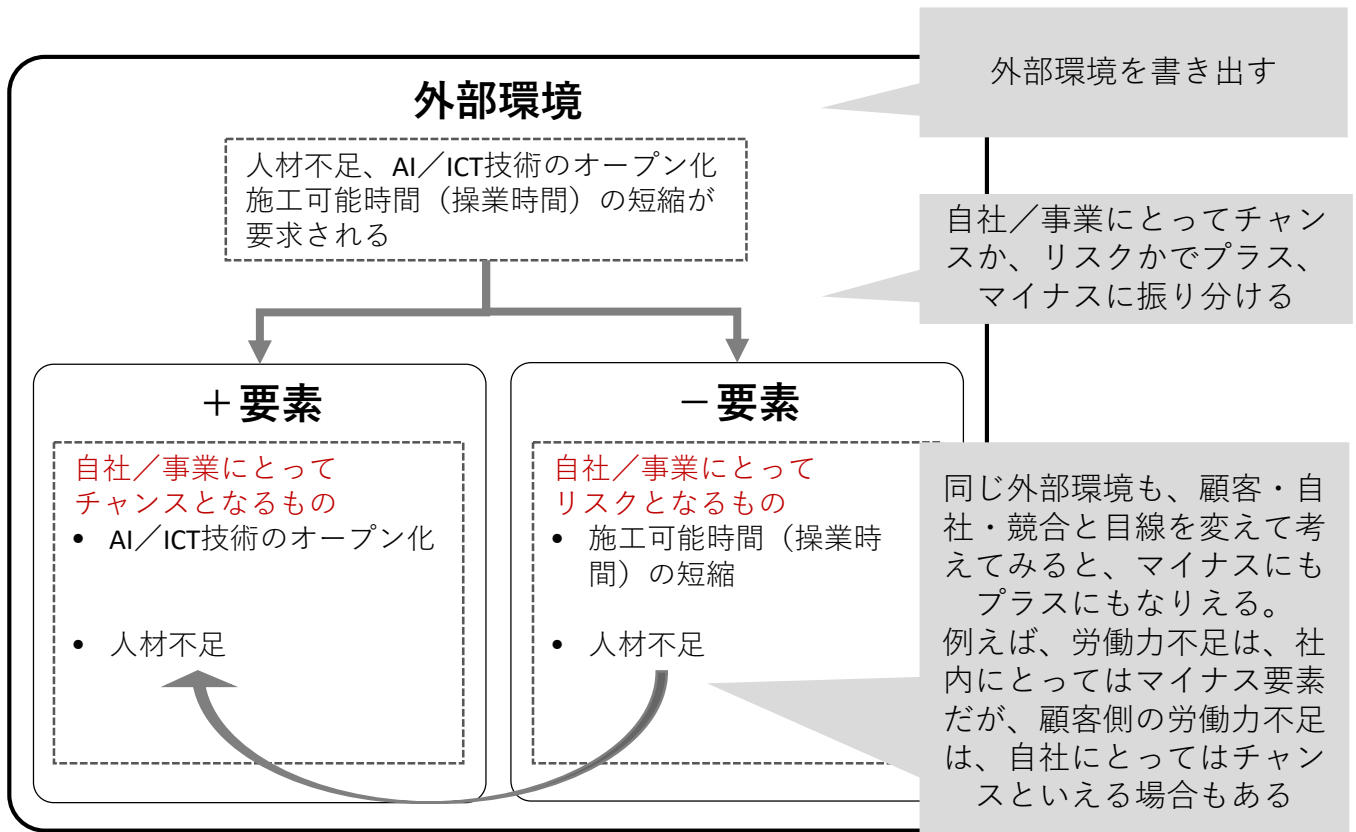 外部環境
人材不足、AI／ICT技術のオープン化
施工可能時間（操業時間）の短縮が
要求される
外部環境を書き出す
自社／事業にとってチャン
スか、リスクかでプラス、
マイナスに振り分ける
＋要素
自社／事業にとって
チャンスとなるもの
• AI／ICT技術のオープン化
• 人材不足
－要素
自社／事業にとって
リスクとなるもの
• 施工可能時間（操業時
間）の短縮
• 人材不足
同じ外部環境も、顧客・自
社・競合と目線を変えて考
えてみると、マイナスにも
プラスにもなりえる。
例えば、労働力不足は、社
内にとってはマイナス要素
だが、顧客側の労働力不足
は、自社にとってはチャン
スといえる場合もある